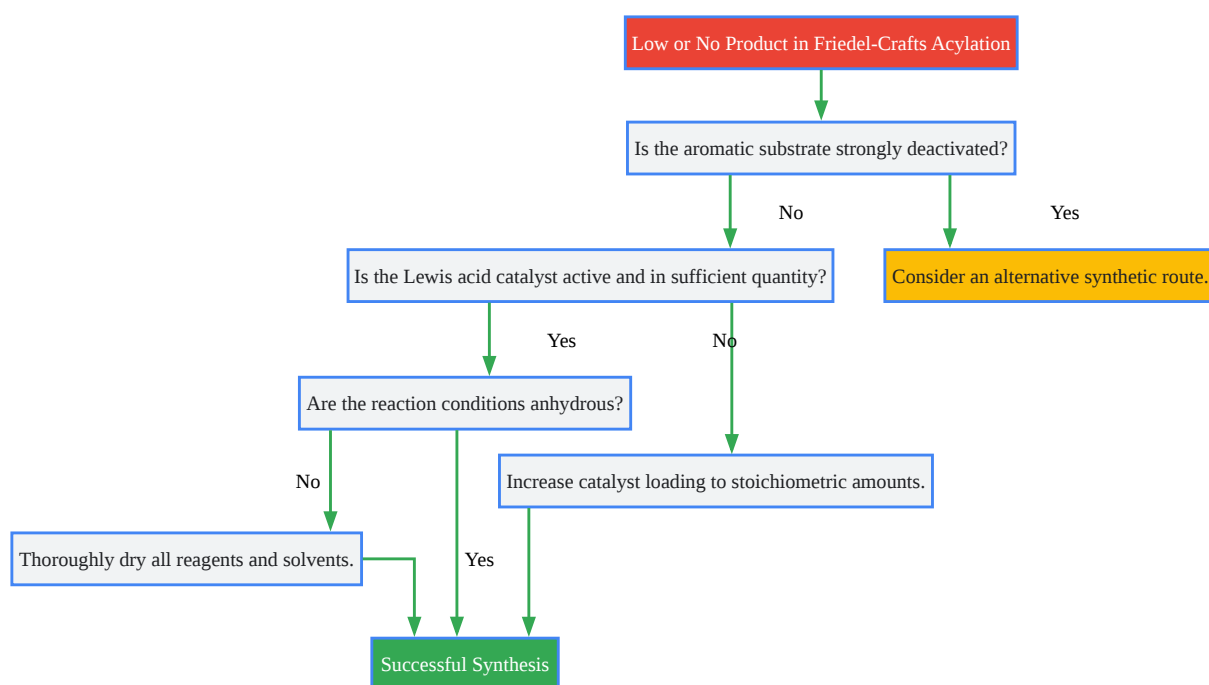 Low or No Product in Friedel-Crafts Acylation
Is the aromatic substrate strongly deactivated?
No
Yes
Is the Lewis acid catalyst active and in sufficient quantity?
Consider an alternative synthetic route.
Yes
No
Are the reaction conditions anhydrous?
No
Increase catalyst loading to stoichiometric amounts.
Thoroughly dry all reagents and solvents.
Yes
Successful Synthesis